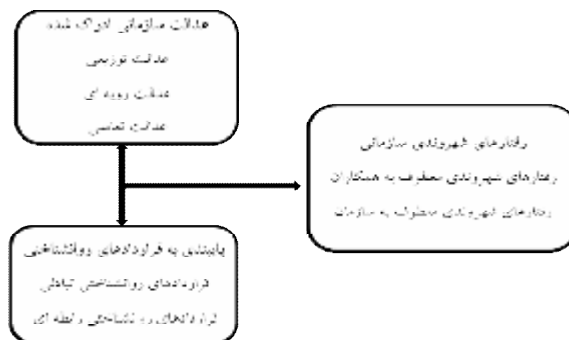 عدالت سازمانی ادراک شده
عدالت توزیعی
عدالت رویه ای
عدالت تعاملی
رفتارهای شهروندی سازمانی
رفتارهای شهروندی معطوف به همکاران
رفتارهای شهروندی معطوف به سازمان
پایبندی به قراردادهای روانشناختی
قراردادهای روانشناختی تبادلی
قراردادهای روانشناختی رابطه ای